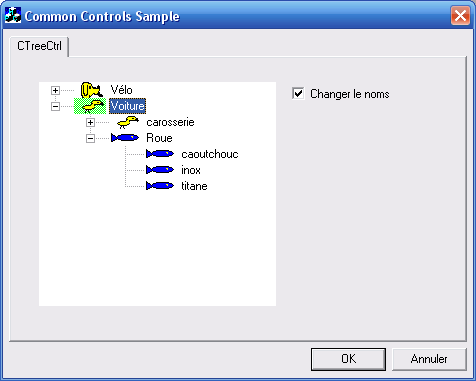 Common Controls Sample
CTreeCtrl
Vélo
Changer le noms
Voiture
carosserie
Roue
caoutchouc
inox
titane
OK
Annuler